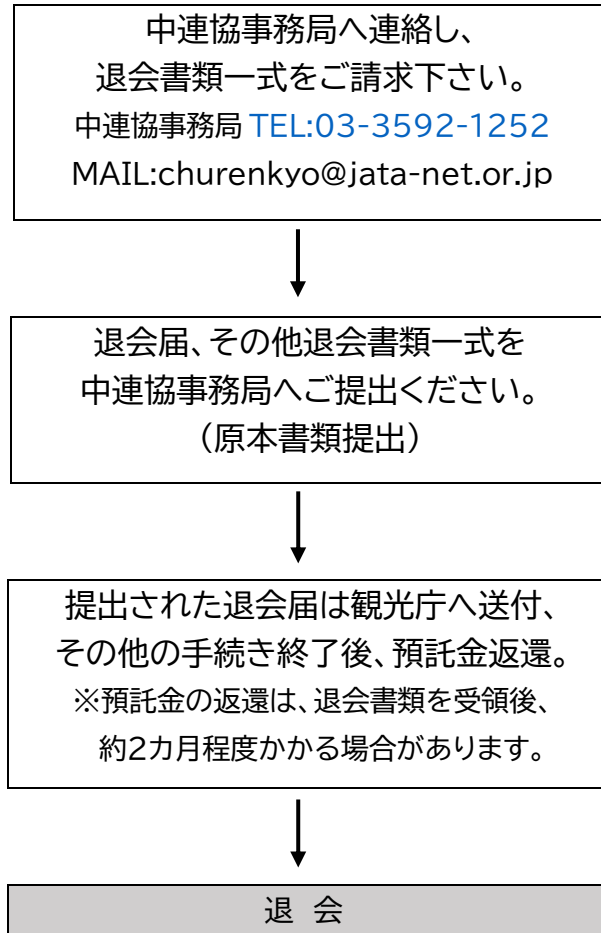 中連協事務局へ連絡し、
退会書類一式をご請求下さい。
中連協事務局 TEL:03-3592-1252
MAIL:churenkyo@jata-net.or.jp
退会届、その他退会書類一式を
中連協事務局へご提出ください。
（原本書類提出）
提出された退会届は観光庁へ送付、
その他の手続き終了後、預託金返還。
※預託金の返還は、退会書類を受領後、
約2カ月程度かかる場合があります。
退 会